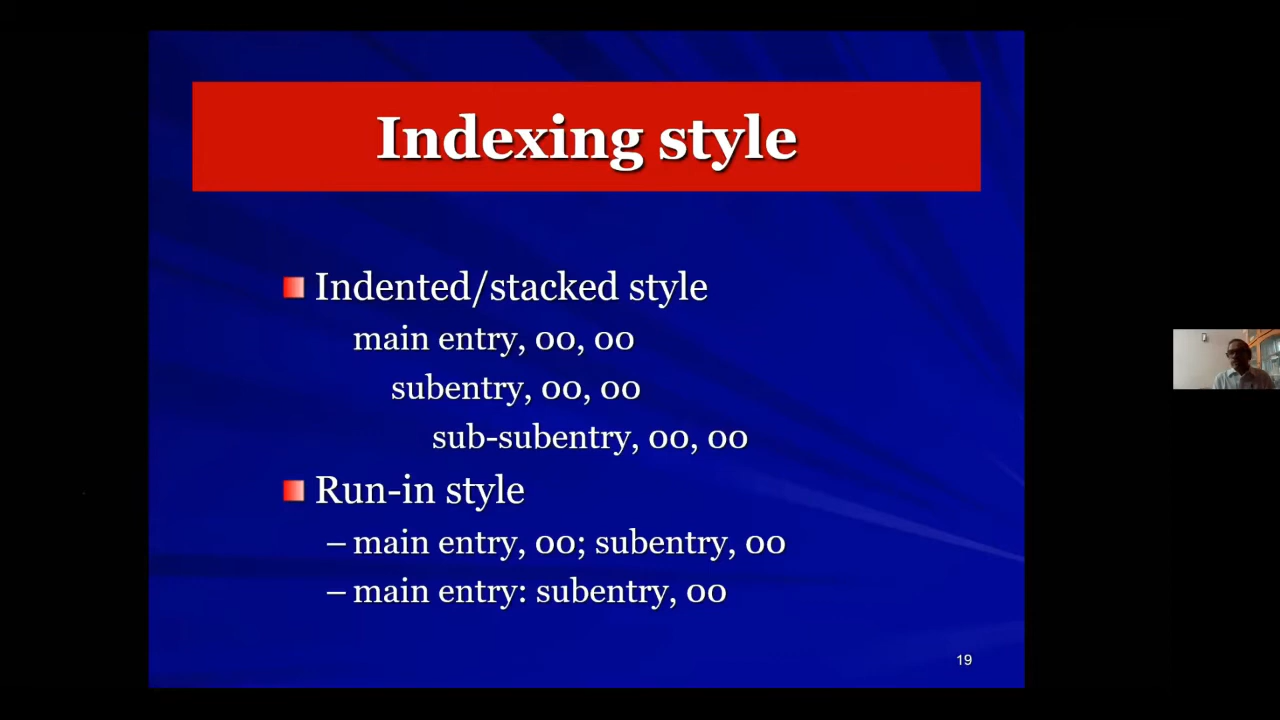 Indexing style
Indented/stacked style
main entry, 00, 00
subentry, 00, 00
sub-subentry, 00, 00
Run-in style
– main entry, 00; subentry, 00
– main entry: subentry, 00
19